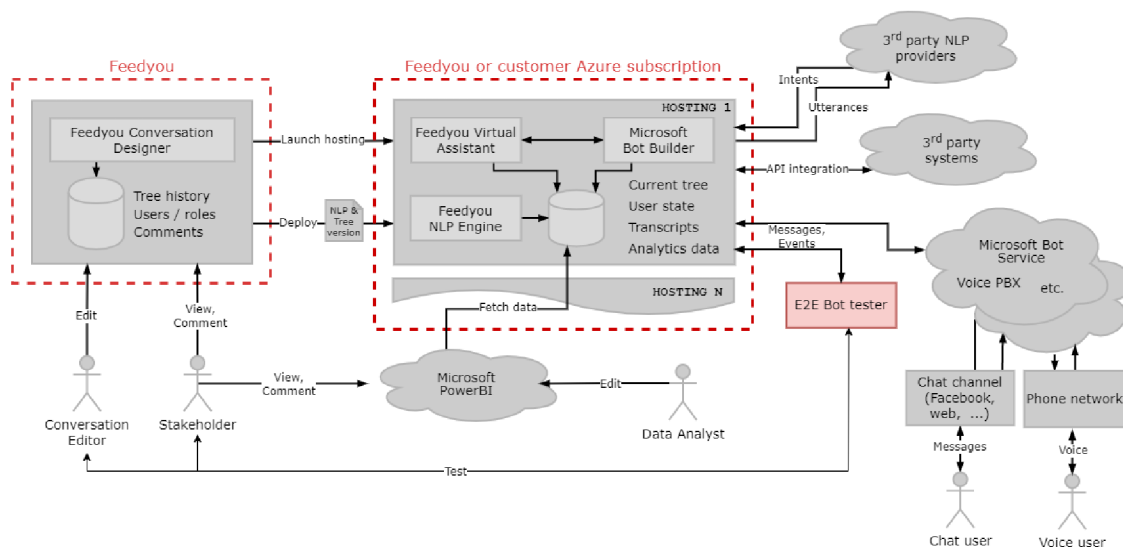 Feedyou
Feedyou Conversation
Designer
Tree history
Users / roles
Comments
Launch hosting
Deploy
NLP &
Tree
version
Feedyou or customer Azure subscription
HOSTING 1
Feedyou Virtual
Assistant
Microsoft
Bot Builder
Feedyou
NLP Engine
Current tree
User state
Transcripts
Analytics data
HOSTING N
Fetch data
3rd party NLP
providers
Intents
Utterances
3rd party
systems
API integration
Messages,
Events
Microsoft Bot
Service
Voice PBX
etc.
E2E Bot tester
Edit
View,
Comment
Conversation
Editor
Stakeholder
View,
Comment
Microsoft
PowerBI
Edit
Data Analyst
Test
Chat channel
(Facebook,
web, ...)
Phone network
Messages
Voice
Chat user
Voice user